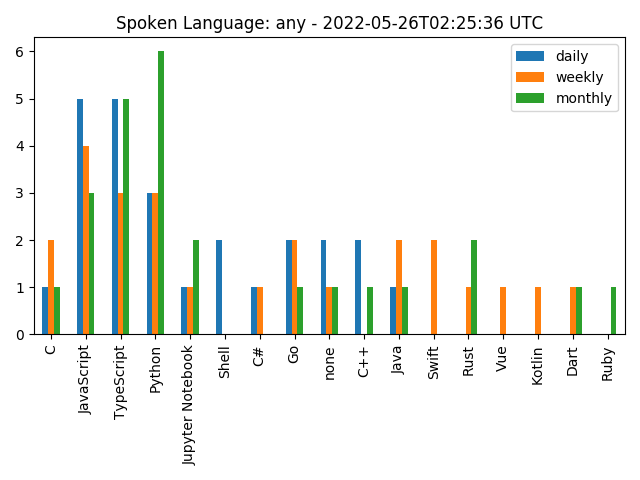 Spoken Language: any - 2022-05-26T02:25:36 UTC
daily
weekly
monthly
6
5
4
3
2
1
0
C
JavaScript
TypeScript
Python
Jupyter Notebook
Shell
C#
Go
none
C++
Java
Swift
Rust
Vue
Kotlin
Dart
Ruby